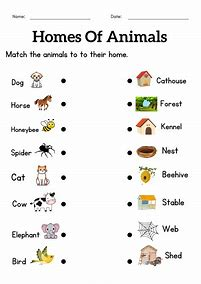 Name: Date:
Homes Of Animals
Match the animals to to their home.
Dog Cathouse
Horse Forest
Honeybee Kennel
Spider Nest
Cat Beehive
Cow Stable
Elephant Web
Bird Shed